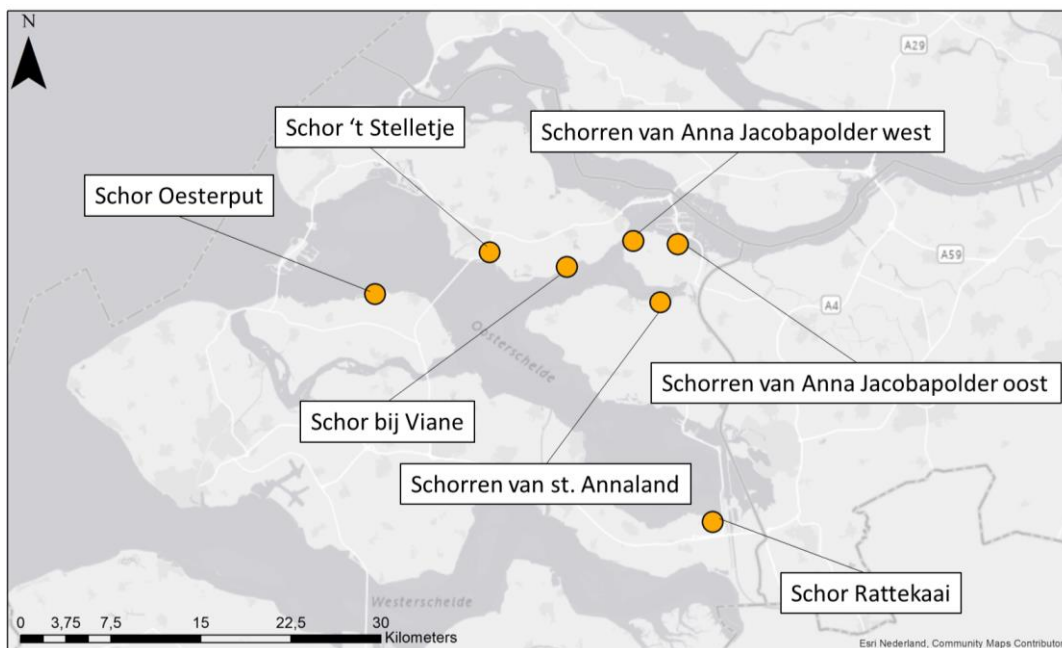 N
A29
Schor ‘t Stelletje
Schorren van Anna Jacobapolder west
Schor Oesterput
A59
A4
Oosterschelde
Schorren van Anna Jacobapolder oost
Schor bij Viane
Schorren van st. Annaland
Schor Rattekaai
Westerschelde
0 3,75 7,5 15 22,5 30
Kilometers
Esri Nederland, Community Maps Contributor